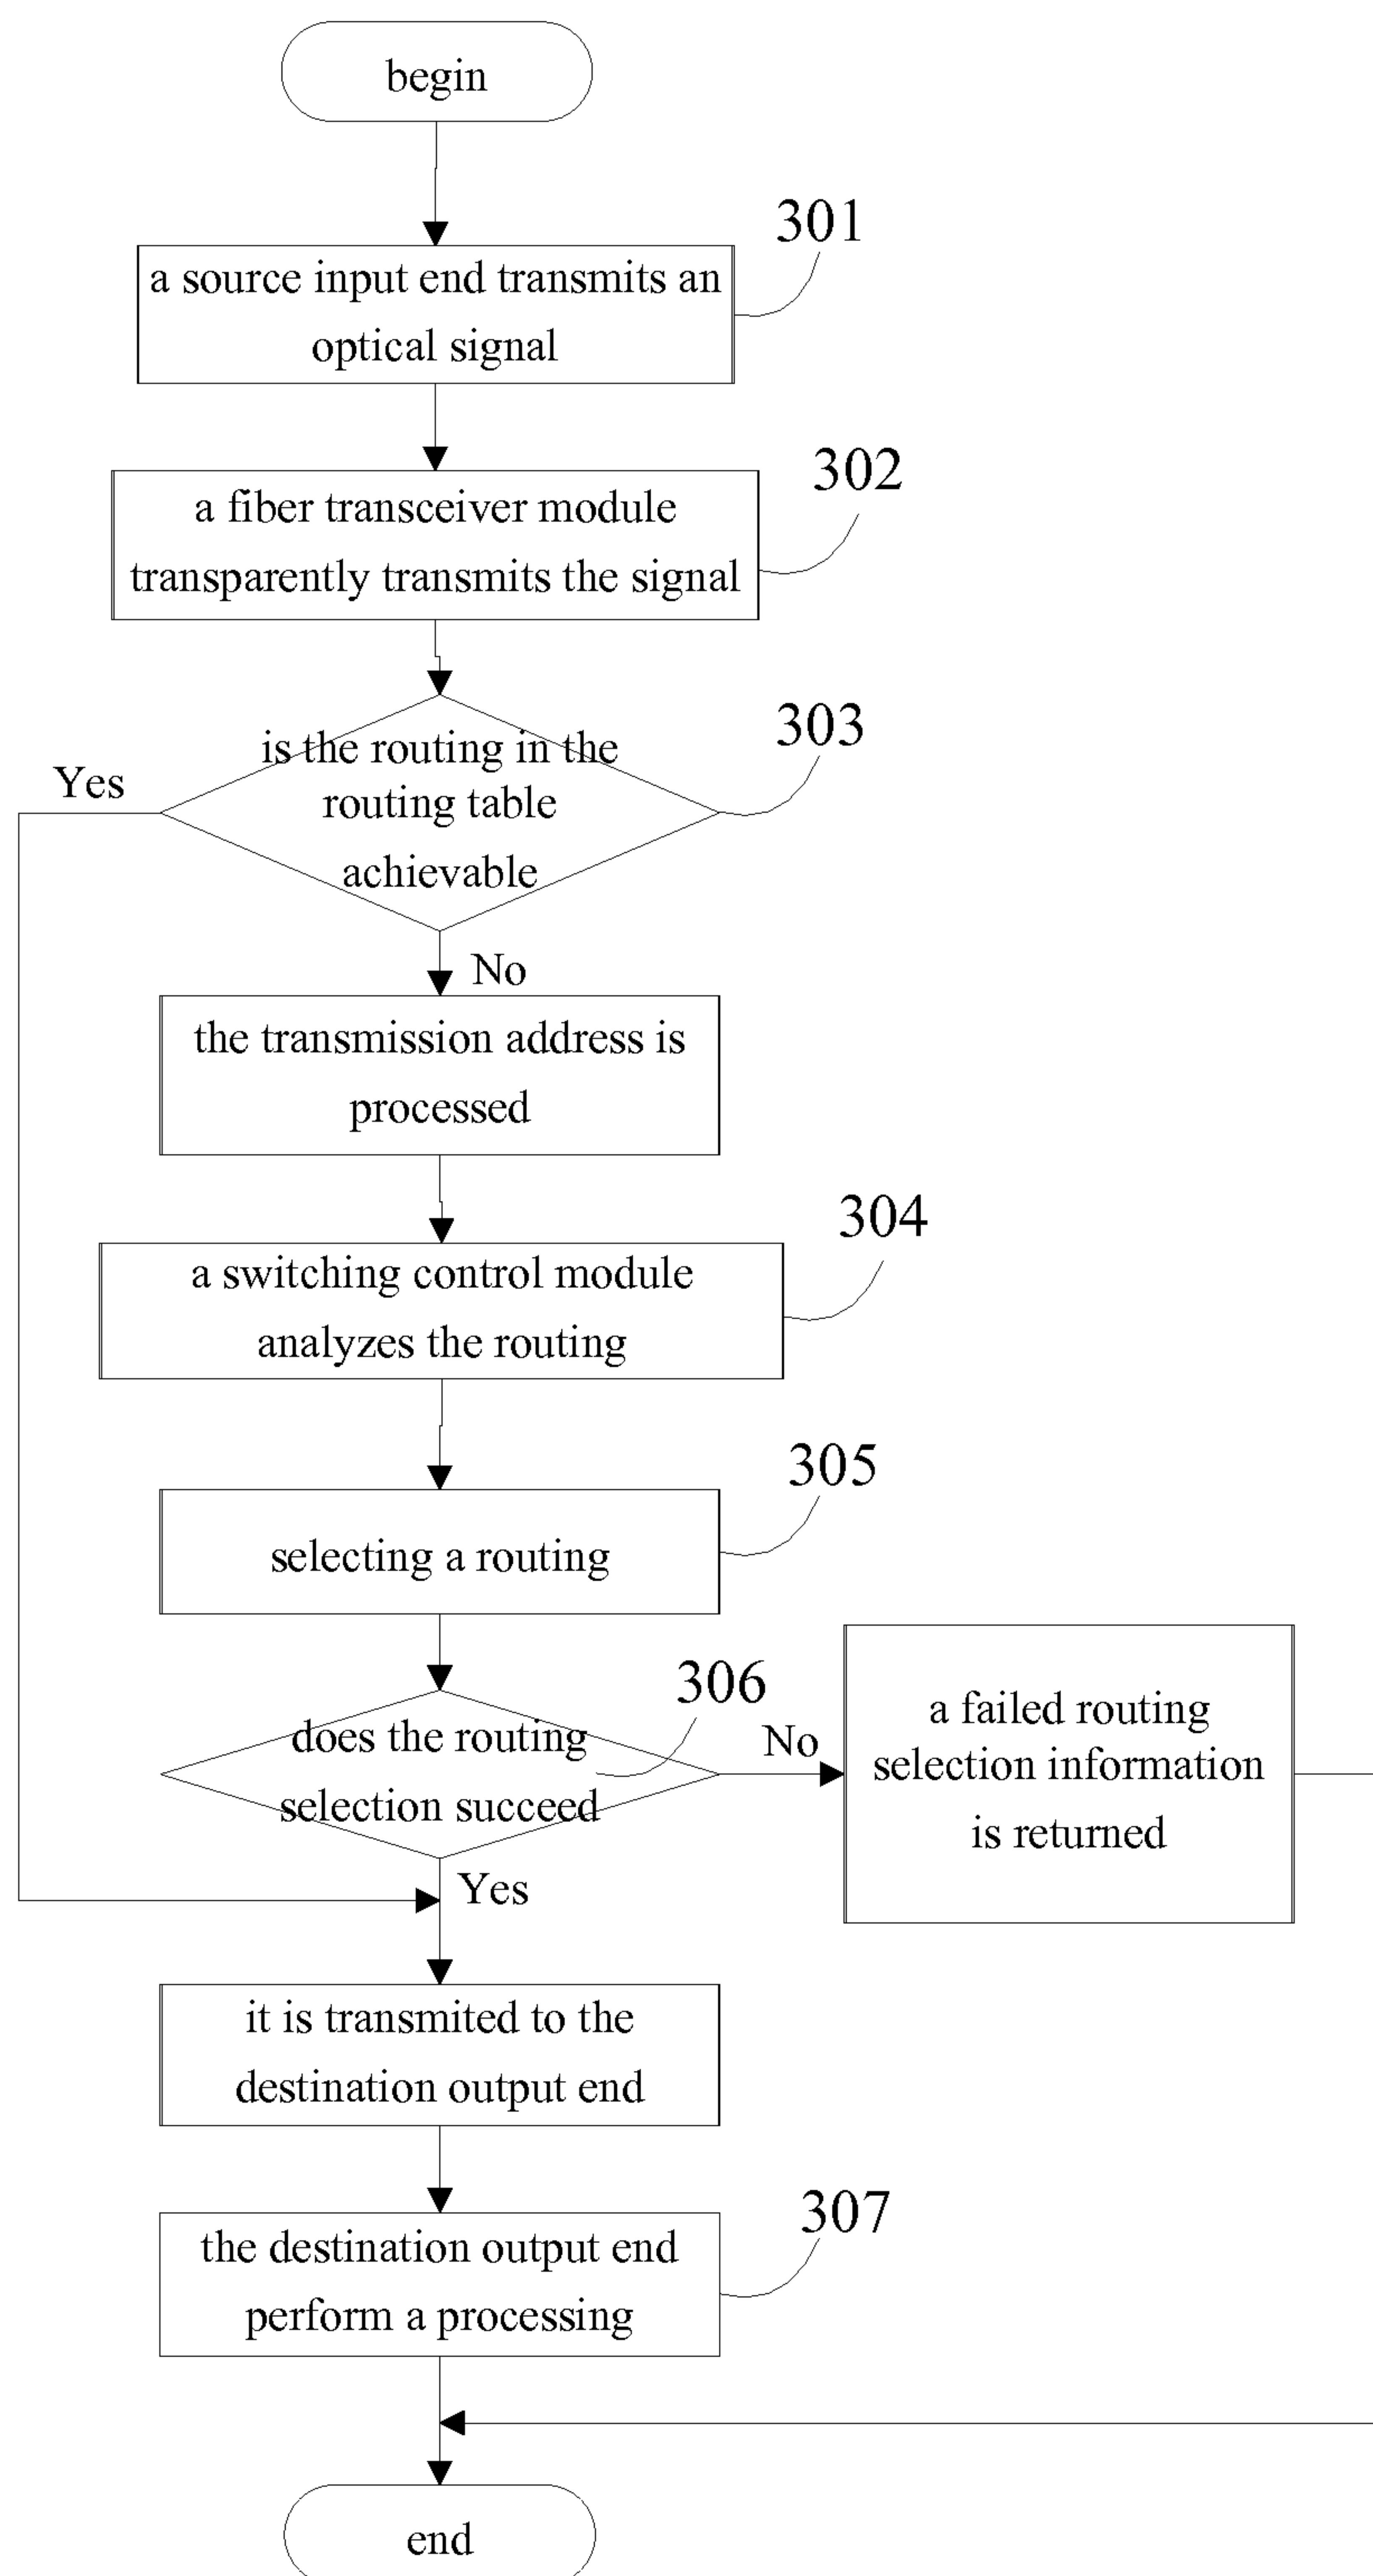 begin
301
a source input end transmits an
optical signal
302
a fiber transceiver module
transparently transmits the signal
303
is the routing in the
routing table
achievable
Yes
No
the transmission address is
processed
304
a switching control module
analyzes the routing
305
selecting a routing
306
does the routing
selection succeed
No
a failed routing
selection information
is returned
Yes
it is transmited to the
destination output end
307
the destination output end
perform a processing
end